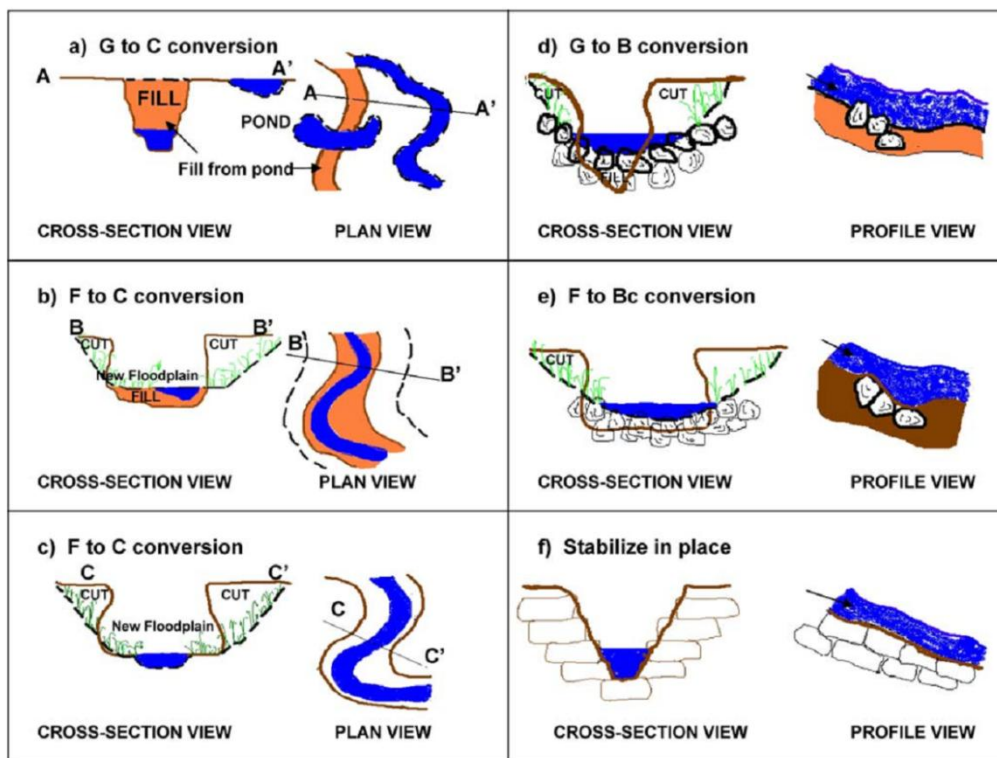 a) G to C conversion
A
A'
FILL
POND
A
A'
Fill from pond
CROSS-SECTION VIEW
PLAN VIEW
b) F to C conversion
B
B'
CUT
CUT
New Floodplain
FILL
B
B'
CROSS-SECTION VIEW
PLAN VIEW
c) F to C conversion
C
C'
CUT
CUT
New Floodplain
C
C'
CROSS-SECTION VIEW
PLAN VIEW
d) G to B conversion
CUT
CUT
FILL
CROSS-SECTION VIEW
PROFILE VIEW
e) F to Bc conversion
CUT
CROSS-SECTION VIEW
PROFILE VIEW
f) Stabilize in place
CROSS-SECTION VIEW
PROFILE VIEW